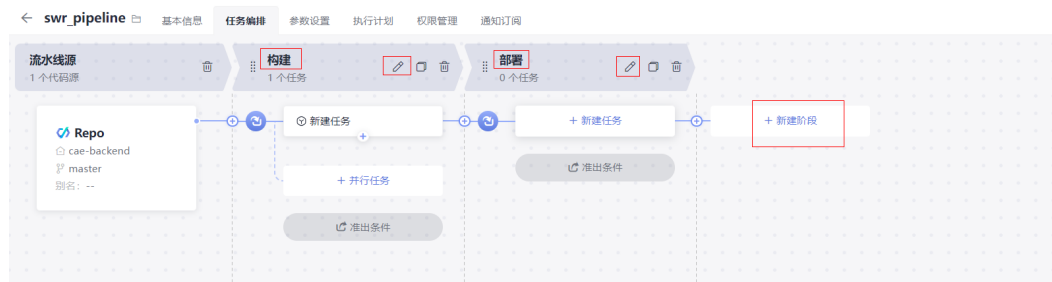 swr_pipeline 基本信息 任务编排 参数设置 执行计划 权限管理 通知订阅
流水线源 构建 部署
1 个代码源 1个任务 0 个任务
Repo
cae-backend
master
别名：--
新建任务
+ 并行任务
准出条件
+ 新建任务
准出条件
+ 新建阶段